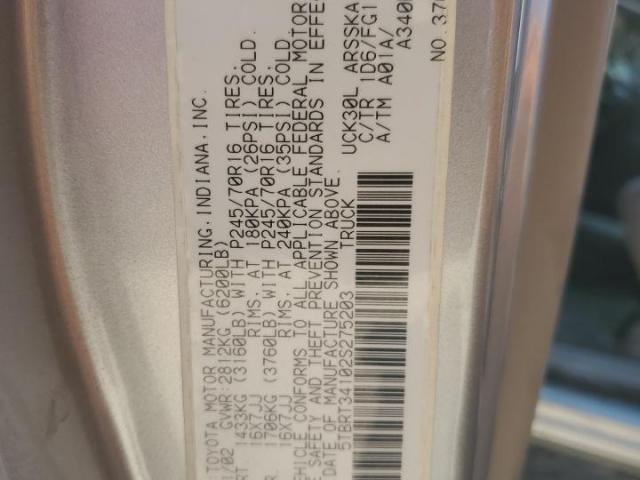 TOYOTA MOTOR MANUFACTURING, INDIANA, INC.
/02 GVWR:2812KG (6200LB)
1433KG (3160LB) WITH P245/70R16 TIRES.
16X7JJ RIMS. AT 180KPA (26PSI) COLD.
1706KG (3760LB) WITH P245/70R16 TIRES.
16X7JJ RIMS. AT 240KPA (35PSI) COLD
EHICLE CONFORMS TO ALL APPLICABLE FEDERAL MOTOR
E SAFETY AND THEFT PREVENTION STANDARDS IN EFFE
DATE OF MANUFACTURE SHOWN ABOVE.
5TBRT34102S275203 TRUCK
UCK30L ARSSKA
C/TR 1D6/FG1
A/TM A01A/
A340
NO.37